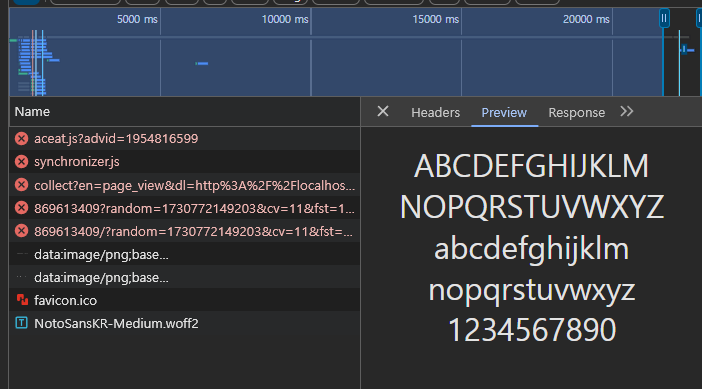 5000 ms 10000 ms 15000 ms 20000 ms
Name
aceat.js?advid=1954816599
synchronizer.js
collect?en=page_view&dl=http%3A%2F%2Flocalhos...
869613409?random=1730772149203&cv=11&fst=1...
869613409/?random=1730772149203&cv=11&fst=...
data:image/png;base...
data:image/png;base...
favicon.ico
NotoSansKR-Medium.woff2
Headers Preview Response
ABCDEFGHIJKLM
NOPQRSTUVWXYZ
abcdefghijklm
nopqrstuvwxyz
1234567890